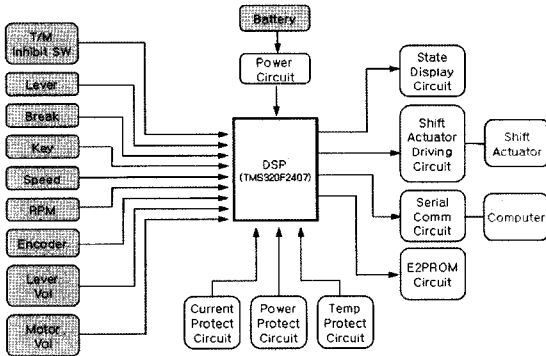 Battery
Power
Circuit
T/M
Inhibit SW
Lever
Break
Key
Speed
RPM
Encoder
Lever
Vol
Motor
Vol
DSP
(TMS320F2407)
State
Display
Circuit
Shift
Actuator
Driving
Circuit
Shift
Actuator
Serial
Comm
Circuit
Computer
E2PROM
Circuit
Current
Protect
Circuit
Power
Protect
Circuit
Temp
Protect
Circuit